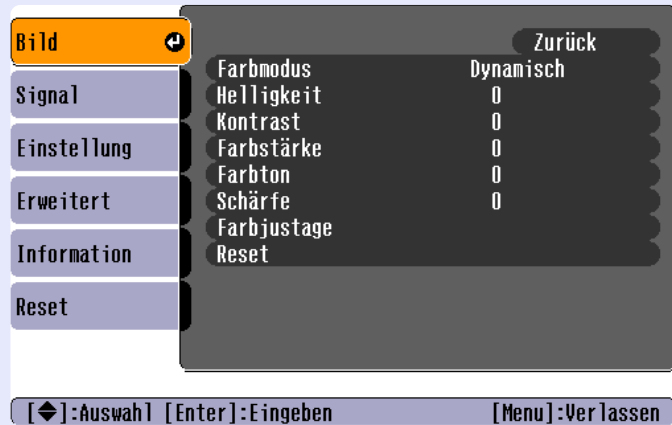 Bild
Signal
Einstellung
Erweitert
Information
Reset
Zurück
Farbmodus Dynamisch
Helligkeit 0
Kontrast 0
Farbstärke 0
Farbton 0
Schärfe 0
Farbjustage
Reset
[◆]:Auswahl [Enter]:Eingeben [Menu]:Verlassen